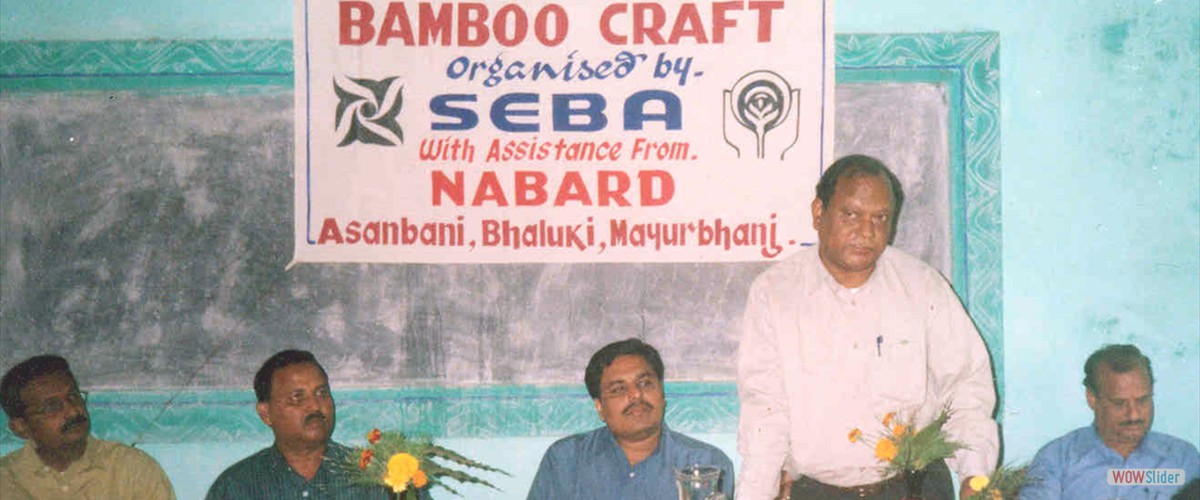 BAMBOO CRAFT
Organised by-
SEBA
With Assistance From.
NABARD
Asanbani, Bhaluki, Mayurbhanj.-
WOWSlider